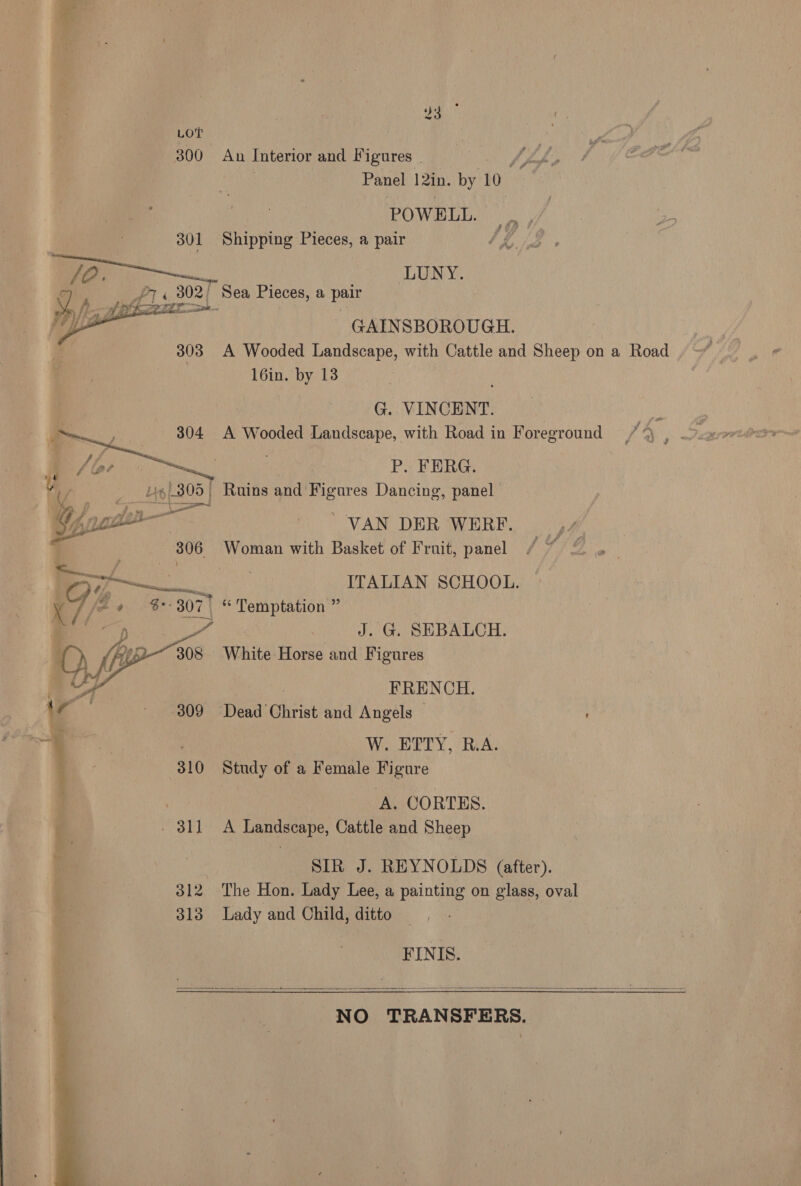 23
LOT
300 An Interior and Figures
Panel 12in. by 10
POWELL.
301 Shipping Pieces, a pair
LUNY.
302 Sea Pieces, a pair
GAINSBOROUGH.
303 A Wooded Landscape, with Cattle and Sheep on a Road
16in. by 13
G. VINCENT.
304 A Wooded Landscape, with Road in Foreground
P. FERG.
305 Ruins and Figures Dancing, panel
VAN DER WERF.
306 Woman with Basket of Fruit, panel
ITALIAN SCHOOL.
307 “Temptation”
J. G. SEBALCH.
308 White Horse and Figures
FRENCH.
309 Dead Christ and Angels
W. ETTY, R.A.
310 Study of a Female Figure
A. CORTES.
311 A Landscape, Cattle and Sheep
SIR J. REYNOLDS (after).
312 The Hon. Lady Lee, a painting on glass, oval
313 Lady and Child, ditto
FINIS.
NO TRANSFERS.